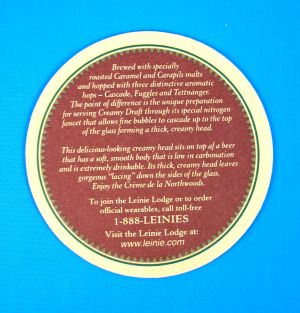 Brewed with specially
roasted Caramel and Carapils malts
and hopped with three distinctive aromatic
hops – Cascade, Fuggles and Tettnanger.
The point of difference is the unique preparation
for serving Creamy Draft through its special nitrogen
faucet that allows fine bubbles to cascade up to the top
of the glass forming a thick, creamy head.
This delicious-looking creamy head sits on top of a beer
that has a soft, smooth body that is low in carbonation
and is extremely drinkable. Its thick, creamy head leaves
gorgeous "lacing" down the sides of the glass.
Enjoy the Crème de la Northwoods.
To join the Leinie Lodge or to order
official wearables, call toll-free
1-888-LEINIES
Visit the Leinie Lodge at:
www.leinie.com